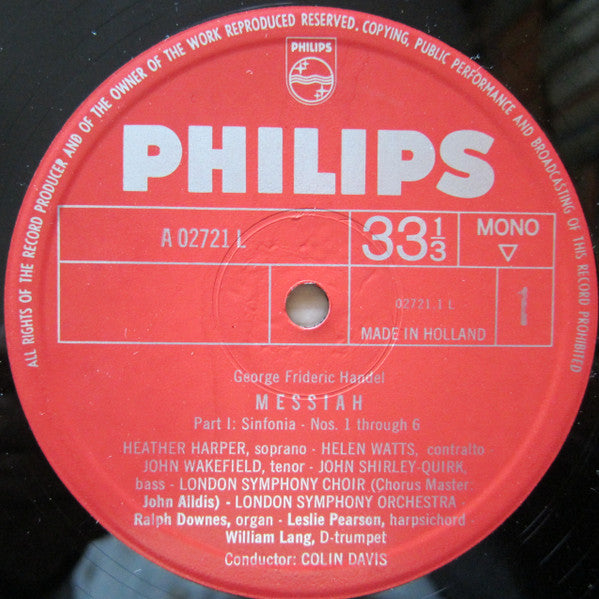 ALL RIGHTS OF THE RECORD PRODUCER AND OF THE OWNER OF THE WORK REPRODUCED RESERVED. COPYING, PUBLIC PERFORMANCE AND BROADCASTING OF THIS RECORD PROHIBITED
PHILIPS
PHILIPS
A 02721 L
33 1/3
MONO
02721.1 L
1
MADE IN HOLLAND
George Frideric Handel
MESSIAH
Part I: Sinfonia - Nos. 1 through 6
HEATHER HARPER, soprano - HELEN WATTS, contralto -
JOHN WAKEFIELD, tenor - JOHN SHIRLEY-QUIRK,
bass - LONDON SYMPHONY CHOIR (Chorus Master:
John Alldis) - LONDON SYMPHONY ORCHESTRA
Ralph Downes, organ - Leslie Pearson, harpsichord -
William Lang, D-trumpet
Conductor: COLIN DAVIS